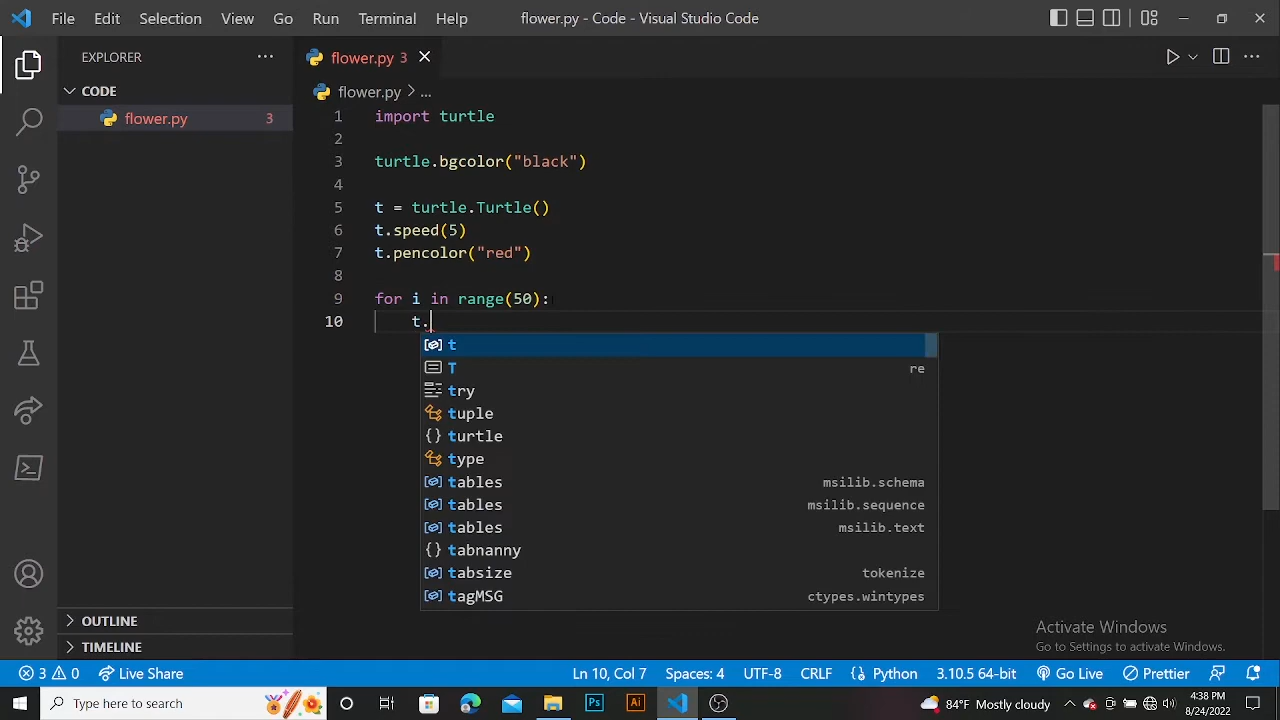 File Edit Selection View Go Run Terminal Help flower.py - Code - Visual Studio Code
EXPLORER
CODE
flower.py 3
flower.py 3
flower.py > ...
1 import turtle
2
3 turtle.bgcolor("black")
4
5 t = turtle.Turtle()
6 t.speed(5)
7 t.pencolor("red")
8
9 for i in range(50):
10 t.
t
T re
try
tuple
turtle
type
tables msilib.schema
tables msilib.sequence
tables msilib.text
tabnanny
tabsize tokenize
tagMSG ctypes.wintypes
OUTLINE
TIMELINE
Activate Windows
Go to Settings to activate Windows.
3 0 Live Share Ln 10, Col 7 Spaces: 4 UTF-8 CRLF Python 3.10.5 64-bit Go Live Prettier
Type here to search Ps Ai 84°F Mostly cloudy 4:38 PM
8/24/2022